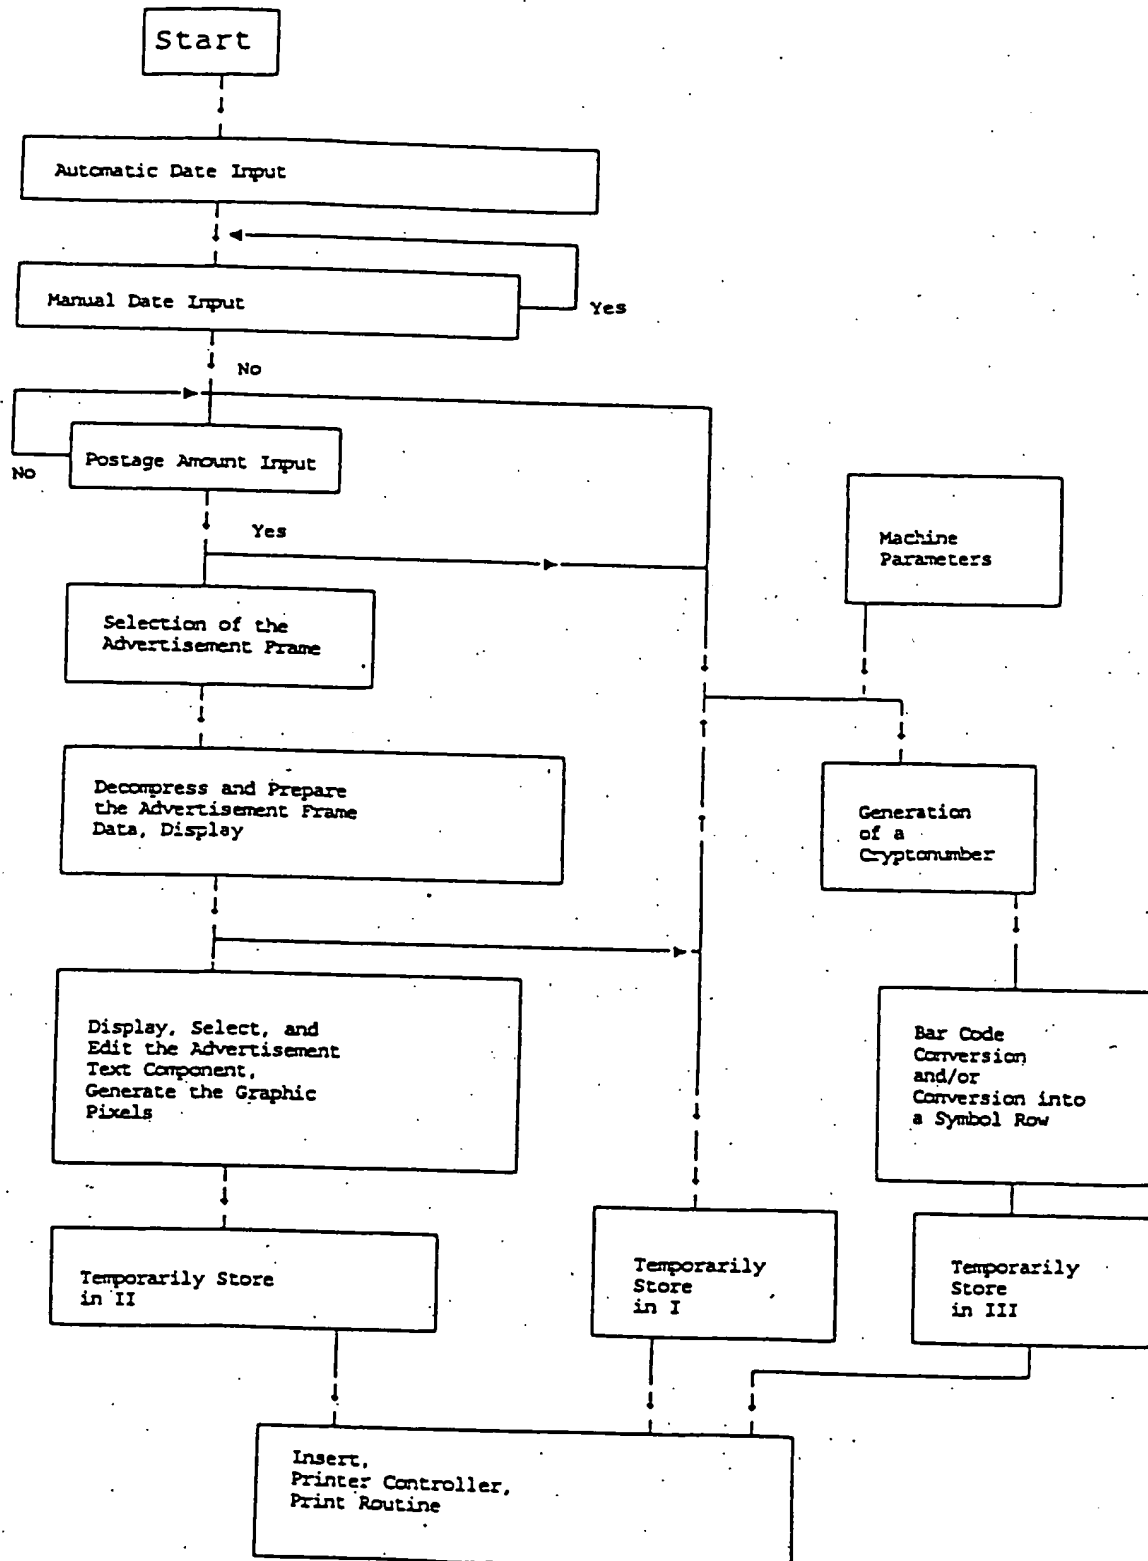 Start
Automatic Date Input
Manual Date Input
Yes
No
Postage Amount Input
No
Yes
Machine
Parameters
Selection of the
Advertisement Frame
Decompress and Prepare
the Advertisement Frame
Data, Display
Generation
of a
Cryptonumber
Display, Select, and
Edit the Advertisement
Text Component,
Generate the Graphic
Pixels
Bar Code
Conversion
and/or
Conversion into
a Symbol Row
Temporarily Store
in II
Temporarily
Store
in I
Temporarily
Store
in III
Insert,
Printer Controller,
Print Routine